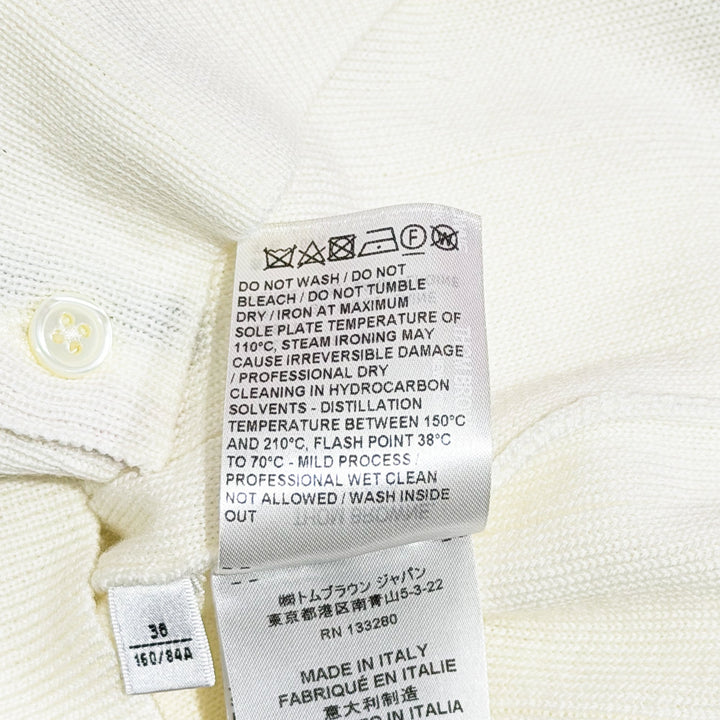 DO NOT WASH / DO NOT
BLEACH / DO NOT TUMBLE
DRY / IRON AT MAXIMUM
SOLE PLATE TEMPERATURE OF
110°C, STEAM IRONING MAY
CAUSE IRREVERSIBLE DAMAGE
/ PROFESSIONAL DRY
CLEANING IN HYDROCARBON
SOLVENTS - DISTILLATION
TEMPERATURE BETWEEN 150°C
AND 210°C, FLASH POINT 38°C
TO 70°C - MILD PROCESS /
PROFESSIONAL WET CLEAN
NOT ALLOWED / WASH INSIDE
OUT
㈱トムブラウン ジャパン
東京都港区南青山5-3-22
RN 133280
MADE IN ITALY
FABRIQUÉ EN ITALIE
意大利制造
IN ITALIA
38
160/84A